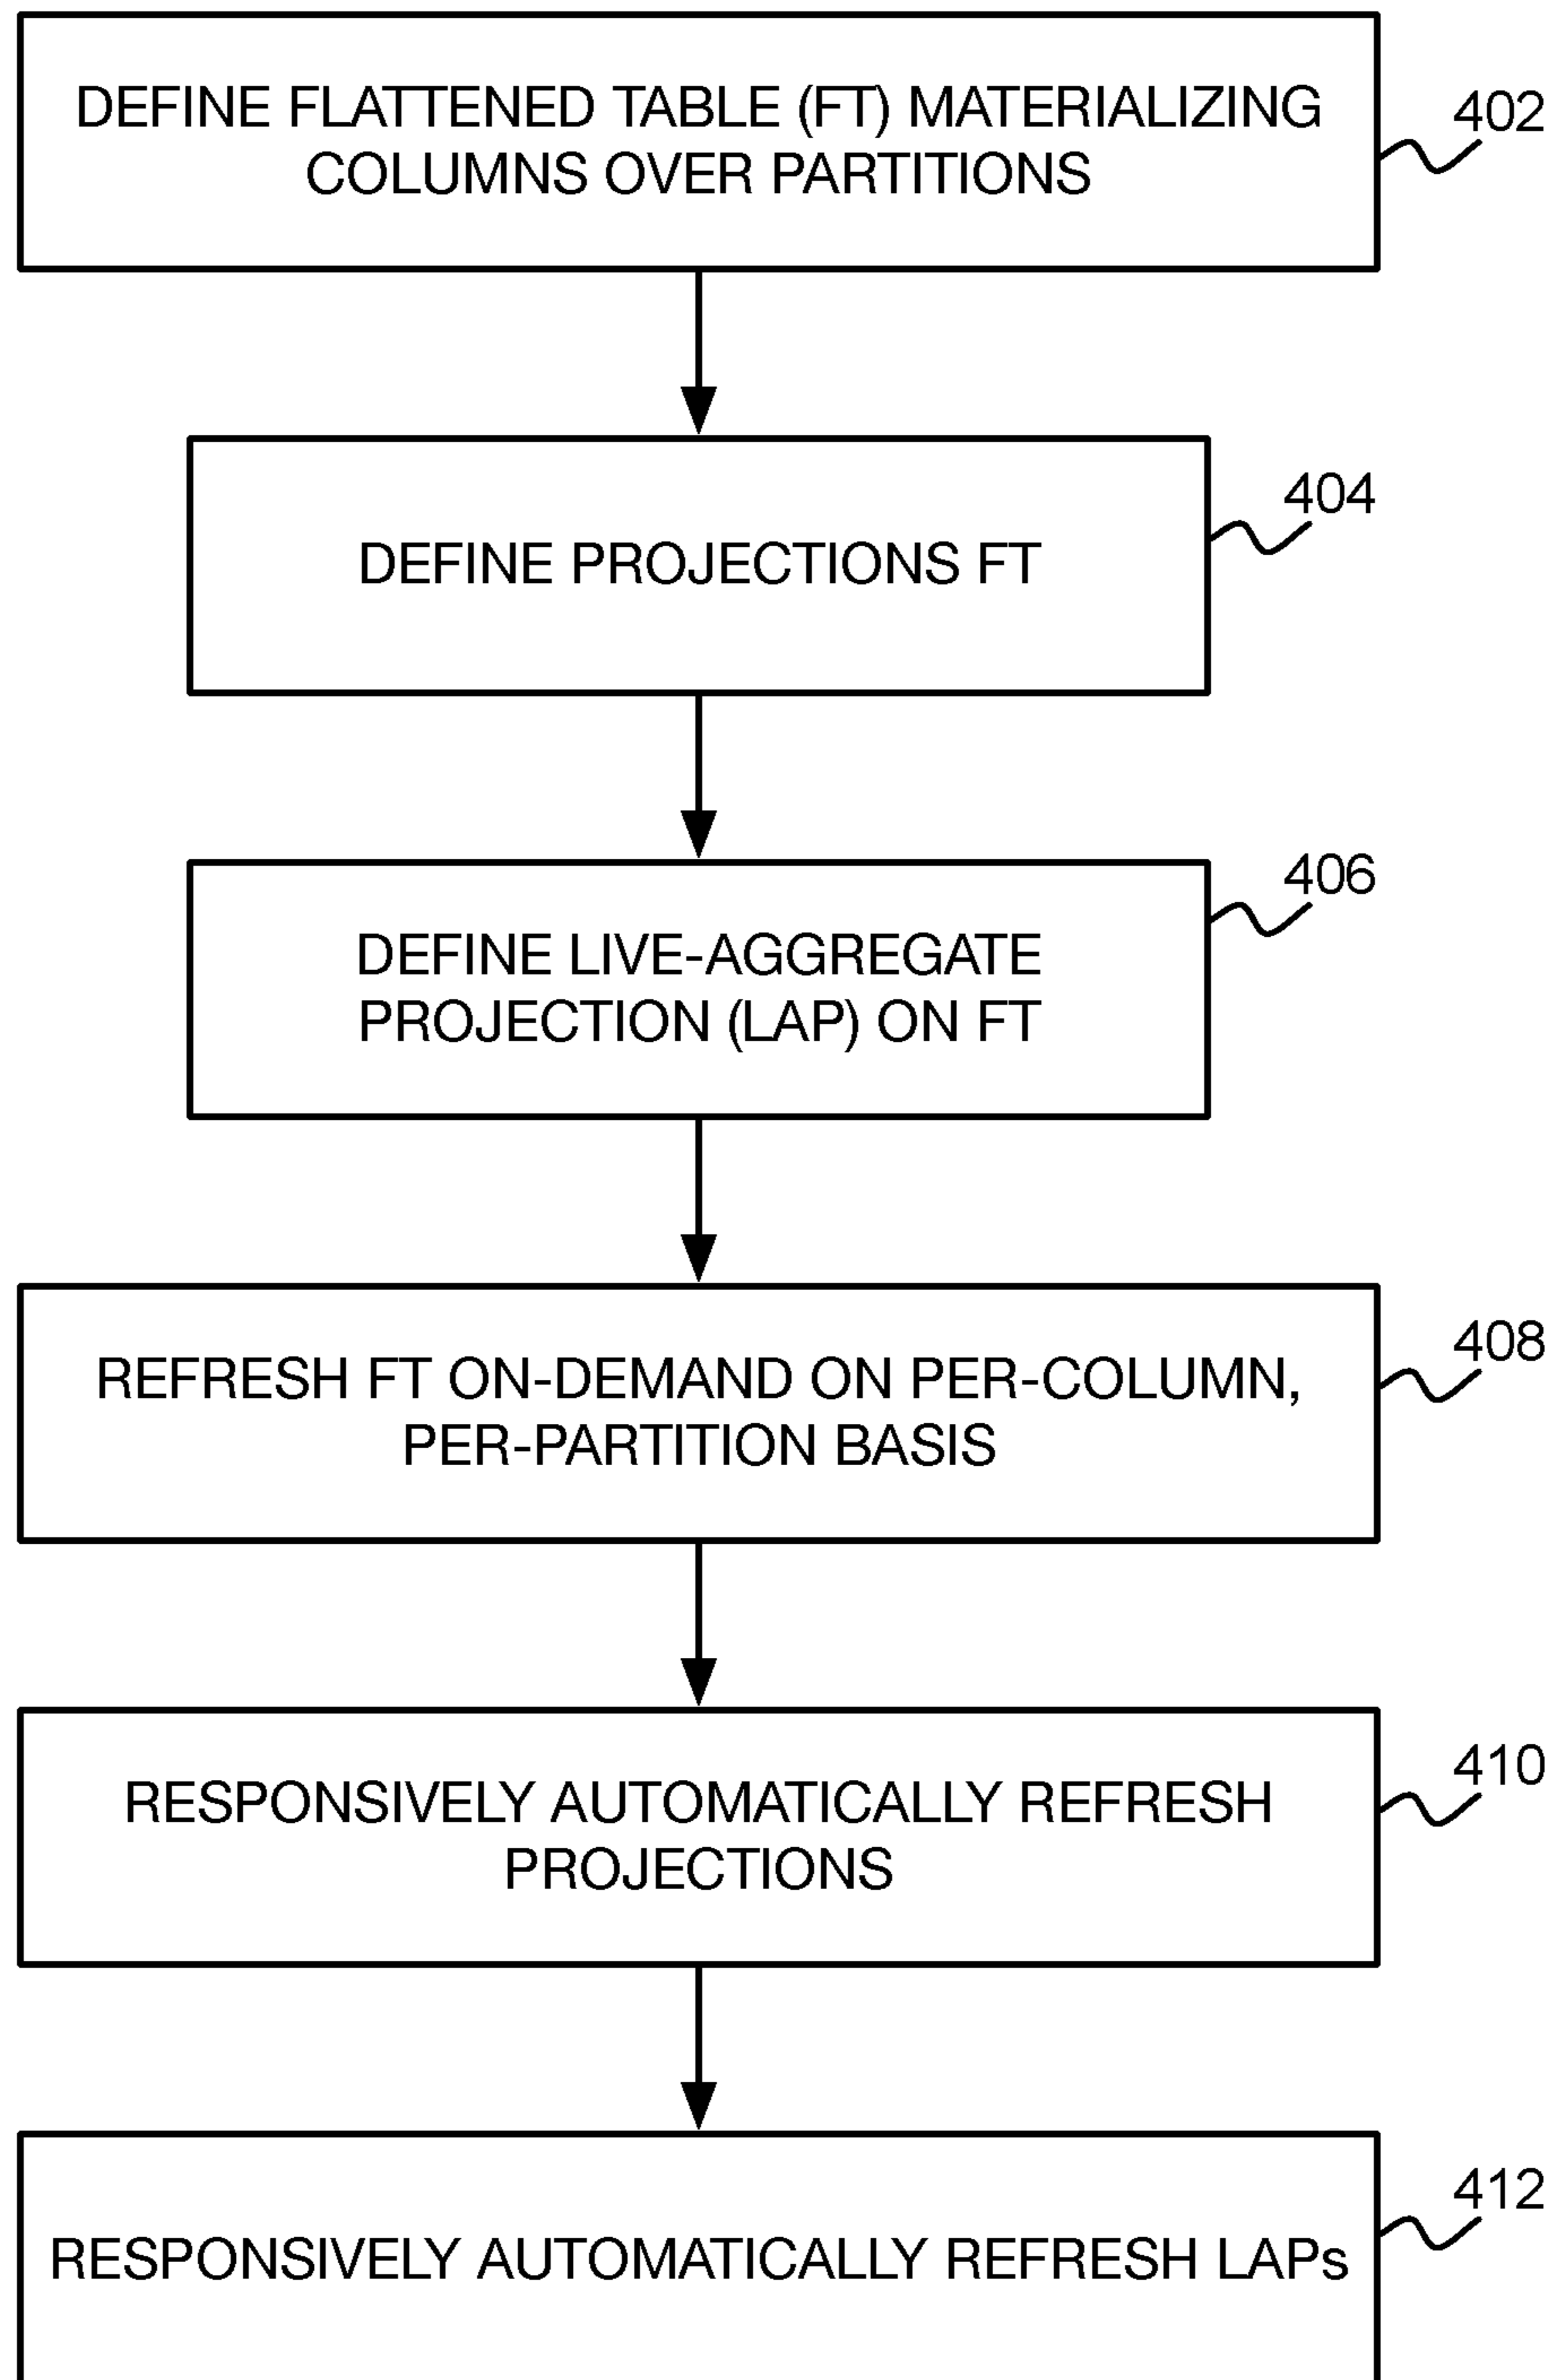 DEFINE FLATTENED TABLE (FT) MATERIALIZING
COLUMNS OVER PARTITIONS
402
DEFINE PROJECTIONS FT
404
DEFINE LIVE-AGGREGATE
PROJECTION (LAP) ON FT
406
REFRESH FT ON-DEMAND ON PER-COLUMN,
PER-PARTITION BASIS
408
RESPONSIVELY AUTOMATICALLY REFRESH
PROJECTIONS
410
RESPONSIVELY AUTOMATICALLY REFRESH LAPs
412